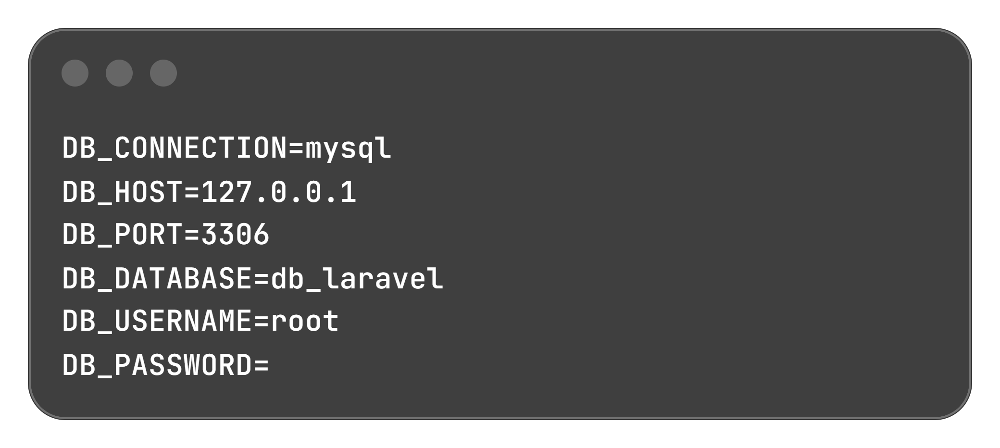 DB_CONNECTION=mysql
DB_HOST=127.0.0.1
DB_PORT=3306
DB_DATABASE=db_laravel
DB_USERNAME=root
DB_PASSWORD=